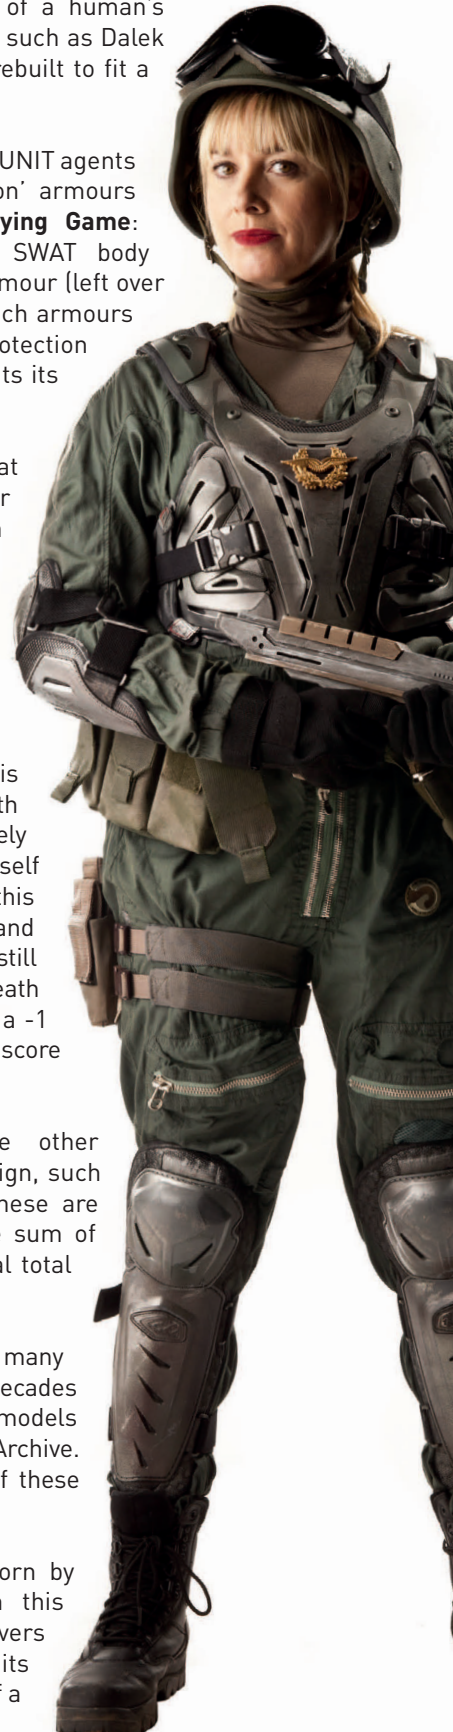 of a human's
such as Dalek
rebuilt to fit a
UNIT agents
on' armours
ying Game:
SWAT body
mour (left over
ch armours
otection
ts its
at
r
is
th
ely
self
this
and
still
eath
a -1
score
e other
ign, such
hese are
sum of
al total
many
ecades
models
Archive.
f these
orn by
this
vers
its
f a